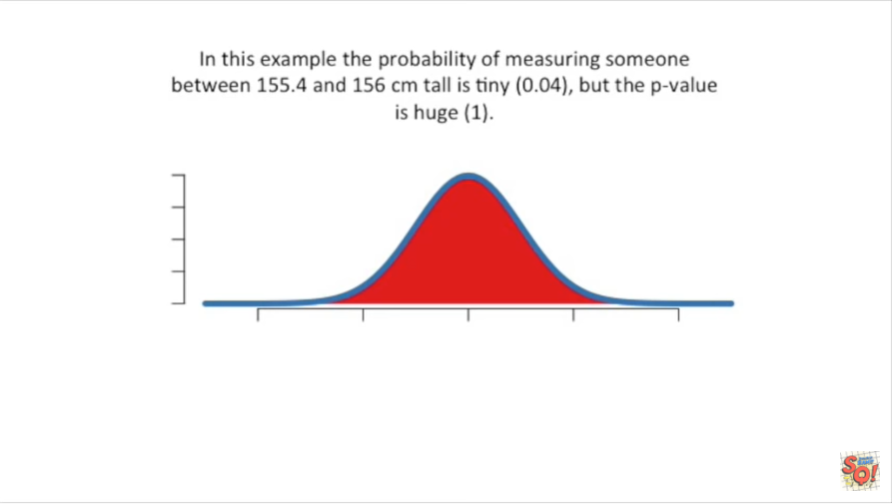 In this example the probability of measuring someone
between 155.4 and 156 cm tall is tiny (0.04), but the p-value
is huge (1).
SO!